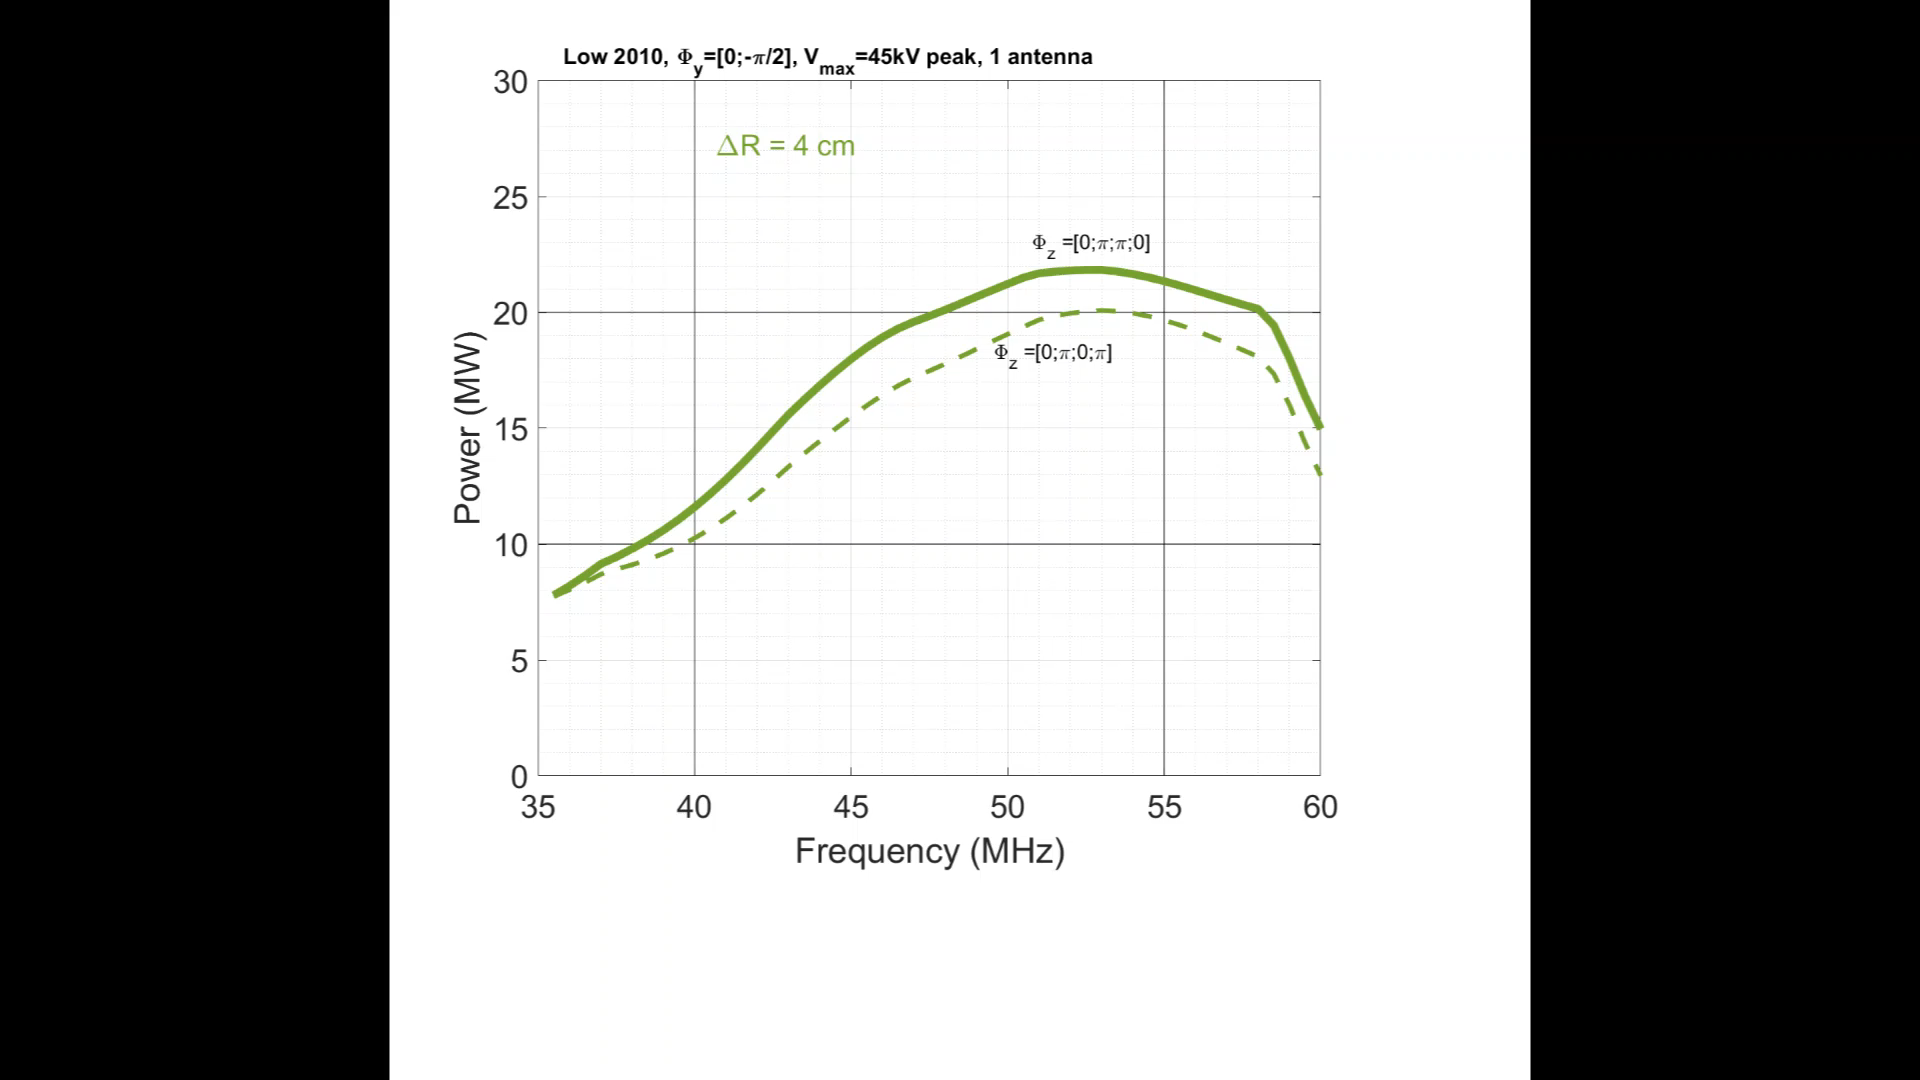 Low 2010, Φy=[0;-π/2], Vmax=45kV peak, 1 antenna
30
ΔR = 4 cm
25
Φz =[0;π;π;0]
20
Φz =[0;π;0;π]
15
10
5
0
Power (MW)
35 40 45 50 55 60
Frequency (MHz)